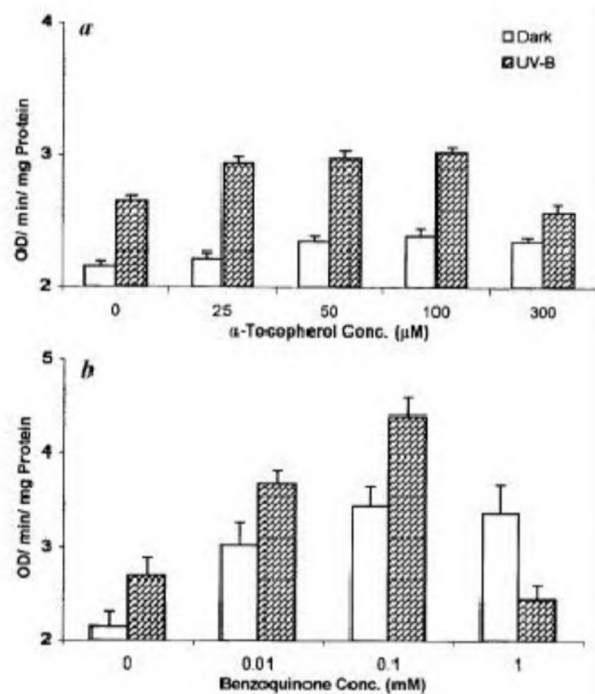 a
4
3
2
OD/ min/ mg Protein
Dark
UV-B
0 25 50 100 300
α-Tocopherol Conc. (μM)
b
5
4
3
2
OD/ min/ mg Protein
0 0.01 0.1 1
Benzoquinone Conc. (mM)